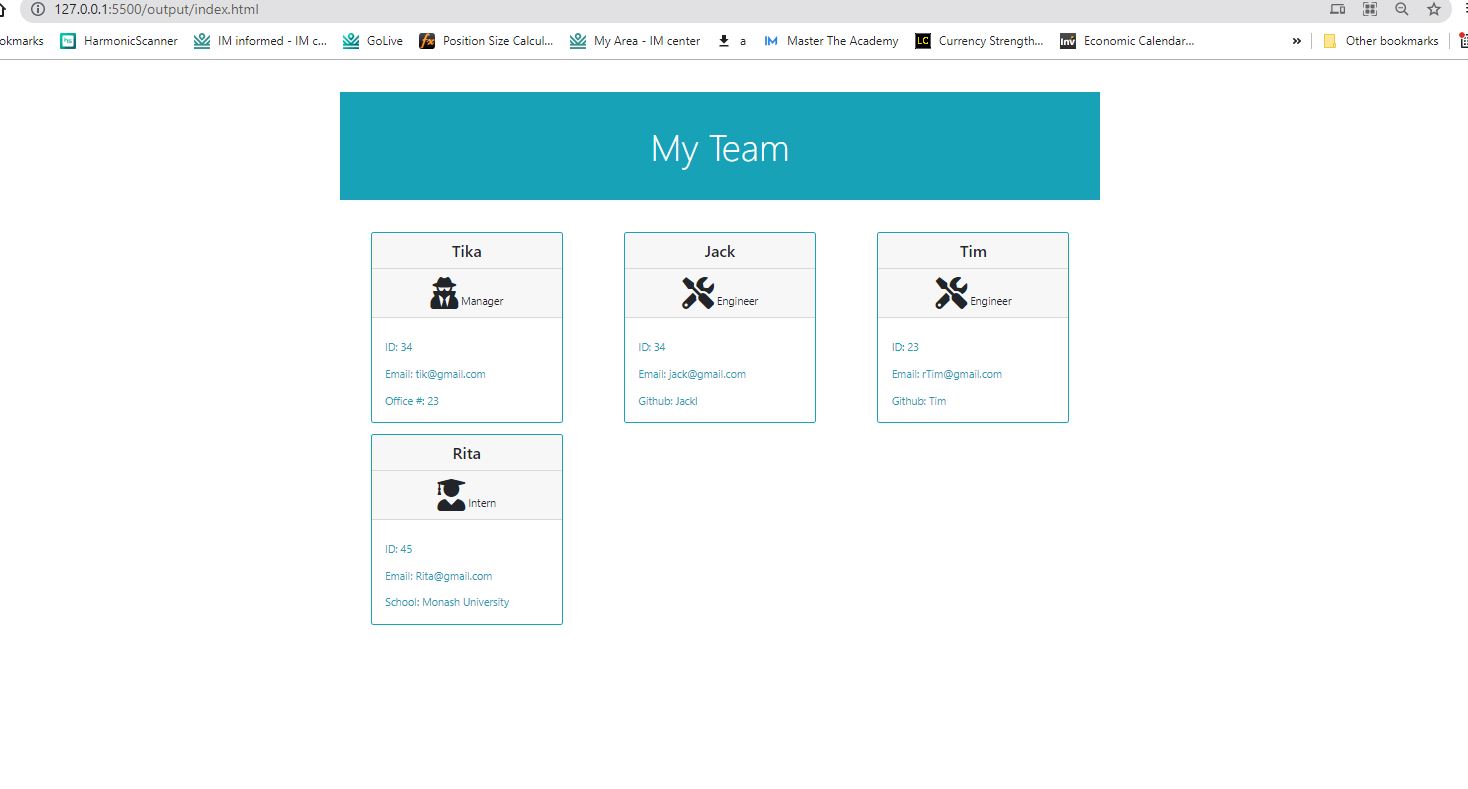 127.0.0.1:5500/output/index.html
okmarks HarmonicScanner IM informed - IM c... GoLive fx Position Size Calcul... My Area - IM center a IM Master The Academy LC Currency Strength... Inv Economic Calendar... » Other bookmarks
My Team
Tika Jack Tim
Manager Engineer Engineer
ID: 34 ID: 34 ID: 23
Email: tik@gmail.com Email: jack@gmail.com Email: rTim@gmail.com
Office #: 23 Github: Jackl Github: Tim
Rita
Intern
ID: 45
Email: Rita@gmail.com
School: Monash University